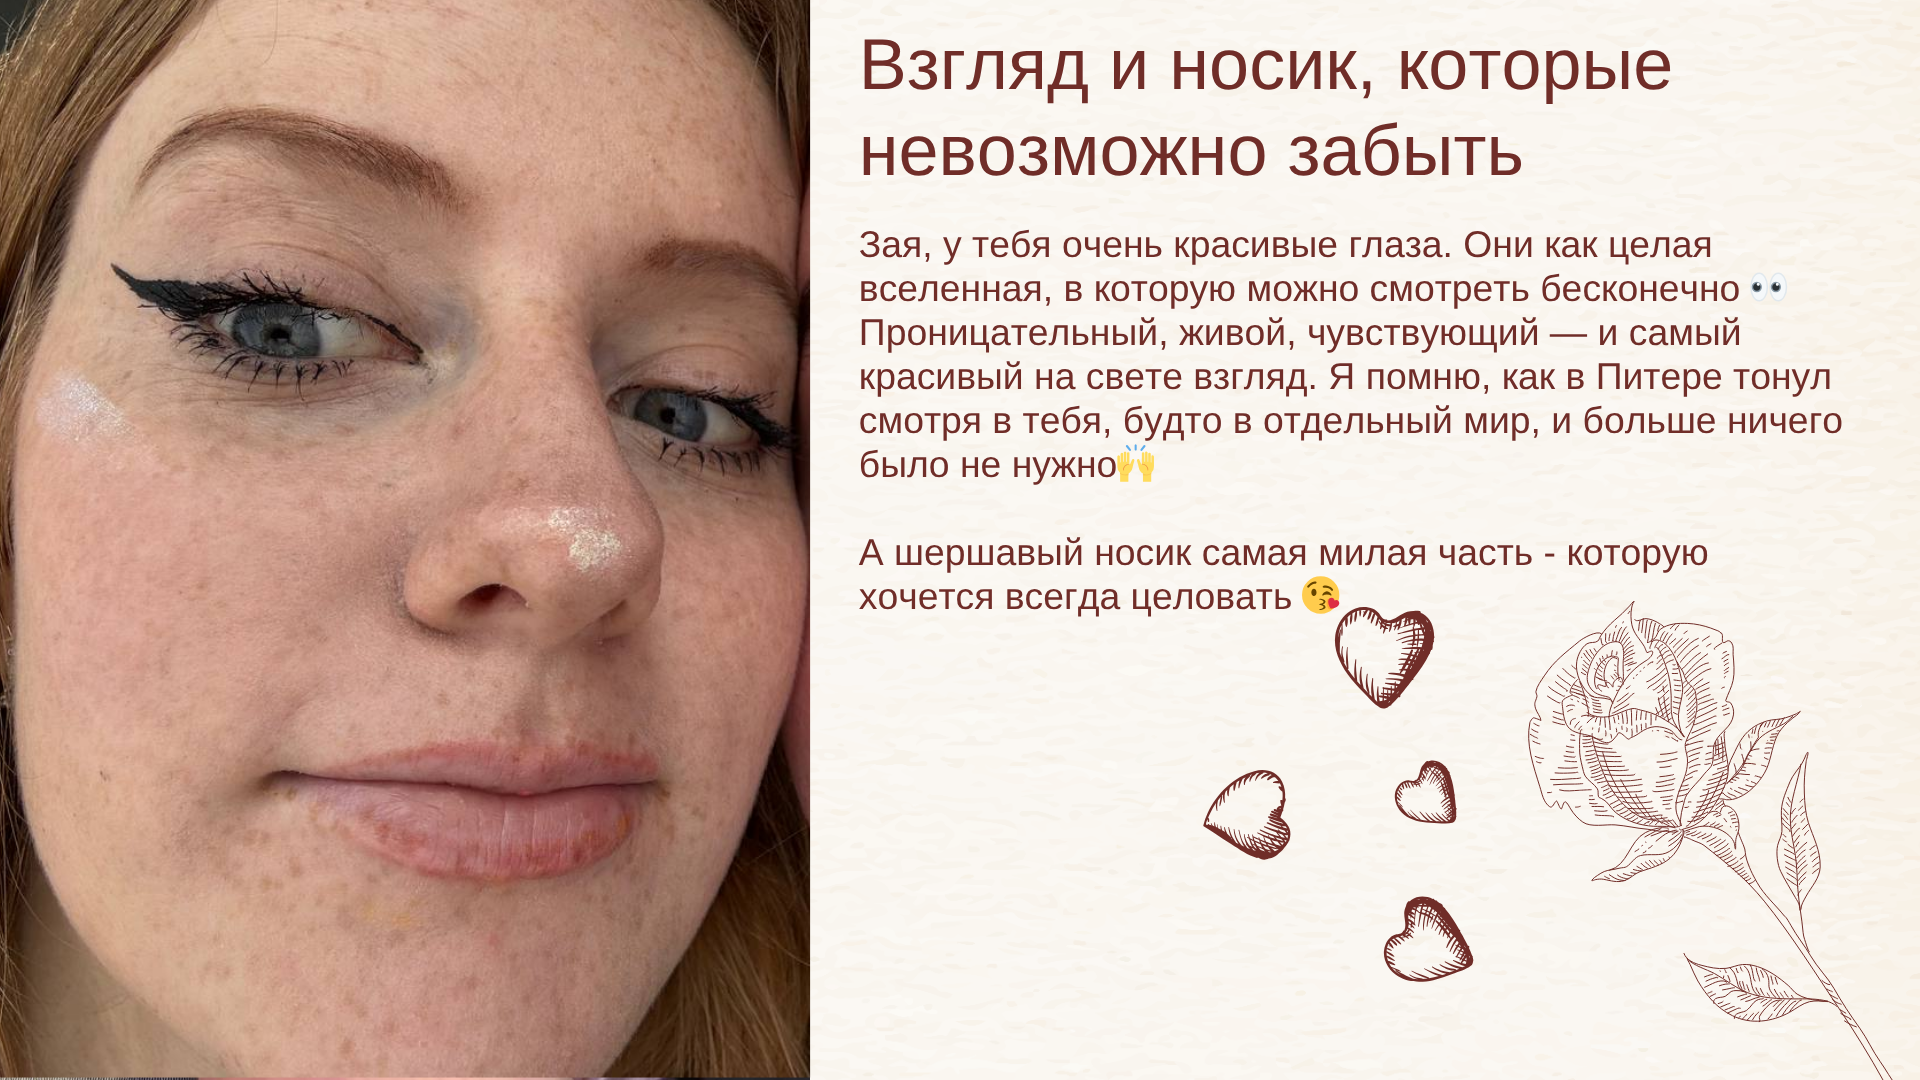 Взгляд и носик, которые
невозможно забыть
Зая, у тебя очень красивые глаза. Они как целая
вселенная, в которую можно смотреть бесконечно 👀
Проницательный, живой, чувствующий — и самый
красивый на свете взгляд. Я помню, как в Питере тонул
смотря в тебя, будто в отдельный мир, и больше ничего
было не нужно🙌
А шершавый носик самая милая часть - которую
хочется всегда целовать 😘